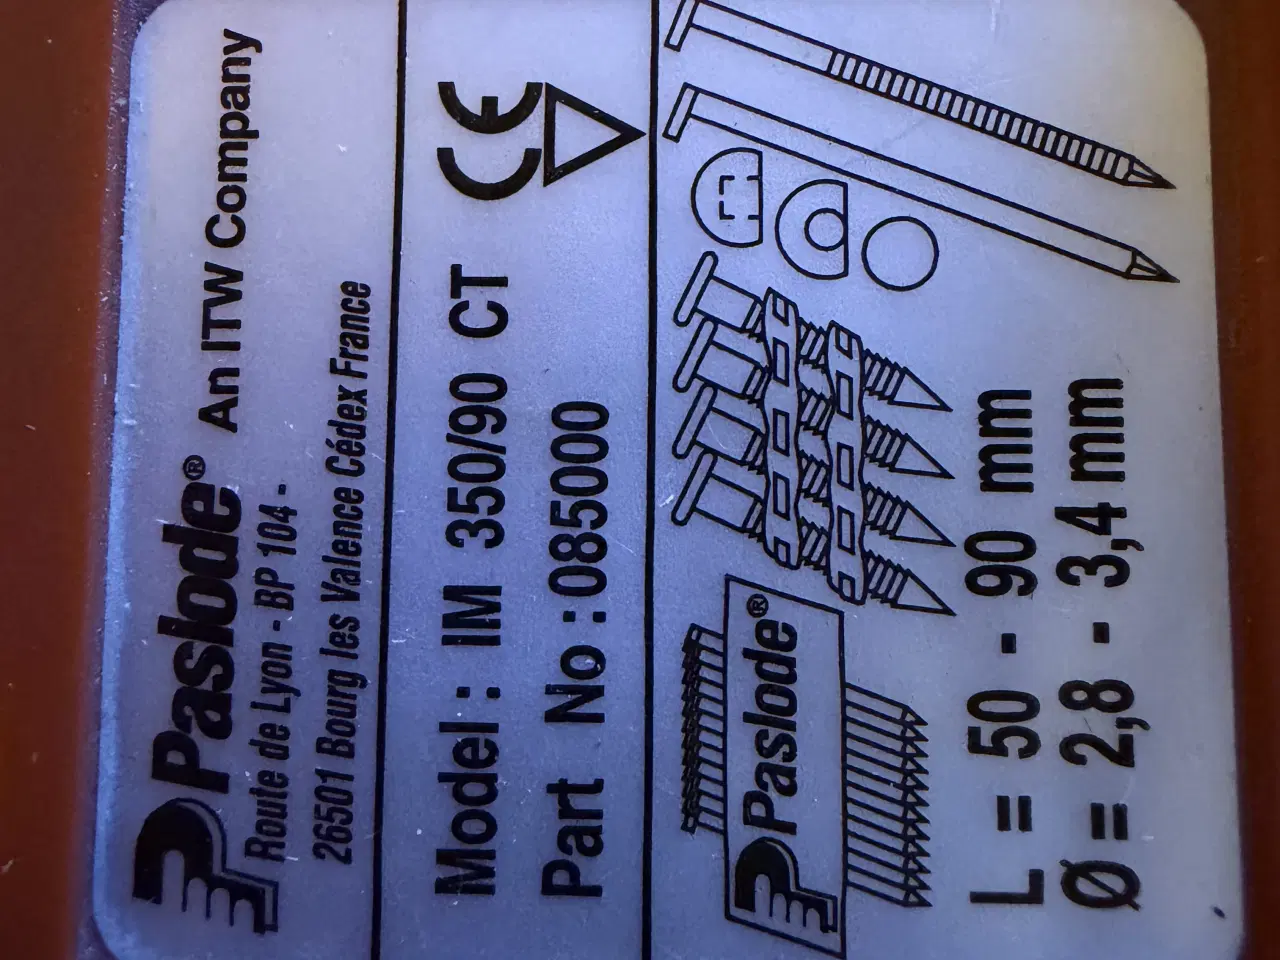 Paslode® An ITW Company
Route de Lyon - BP 104 -
26501 Bourg les Valence Cédex France
Model : IM 350/90 CT
Part No : 085000
CE
Paslode®
L = 50 - 90 mm
Ø = 2,8 - 3,4 mm